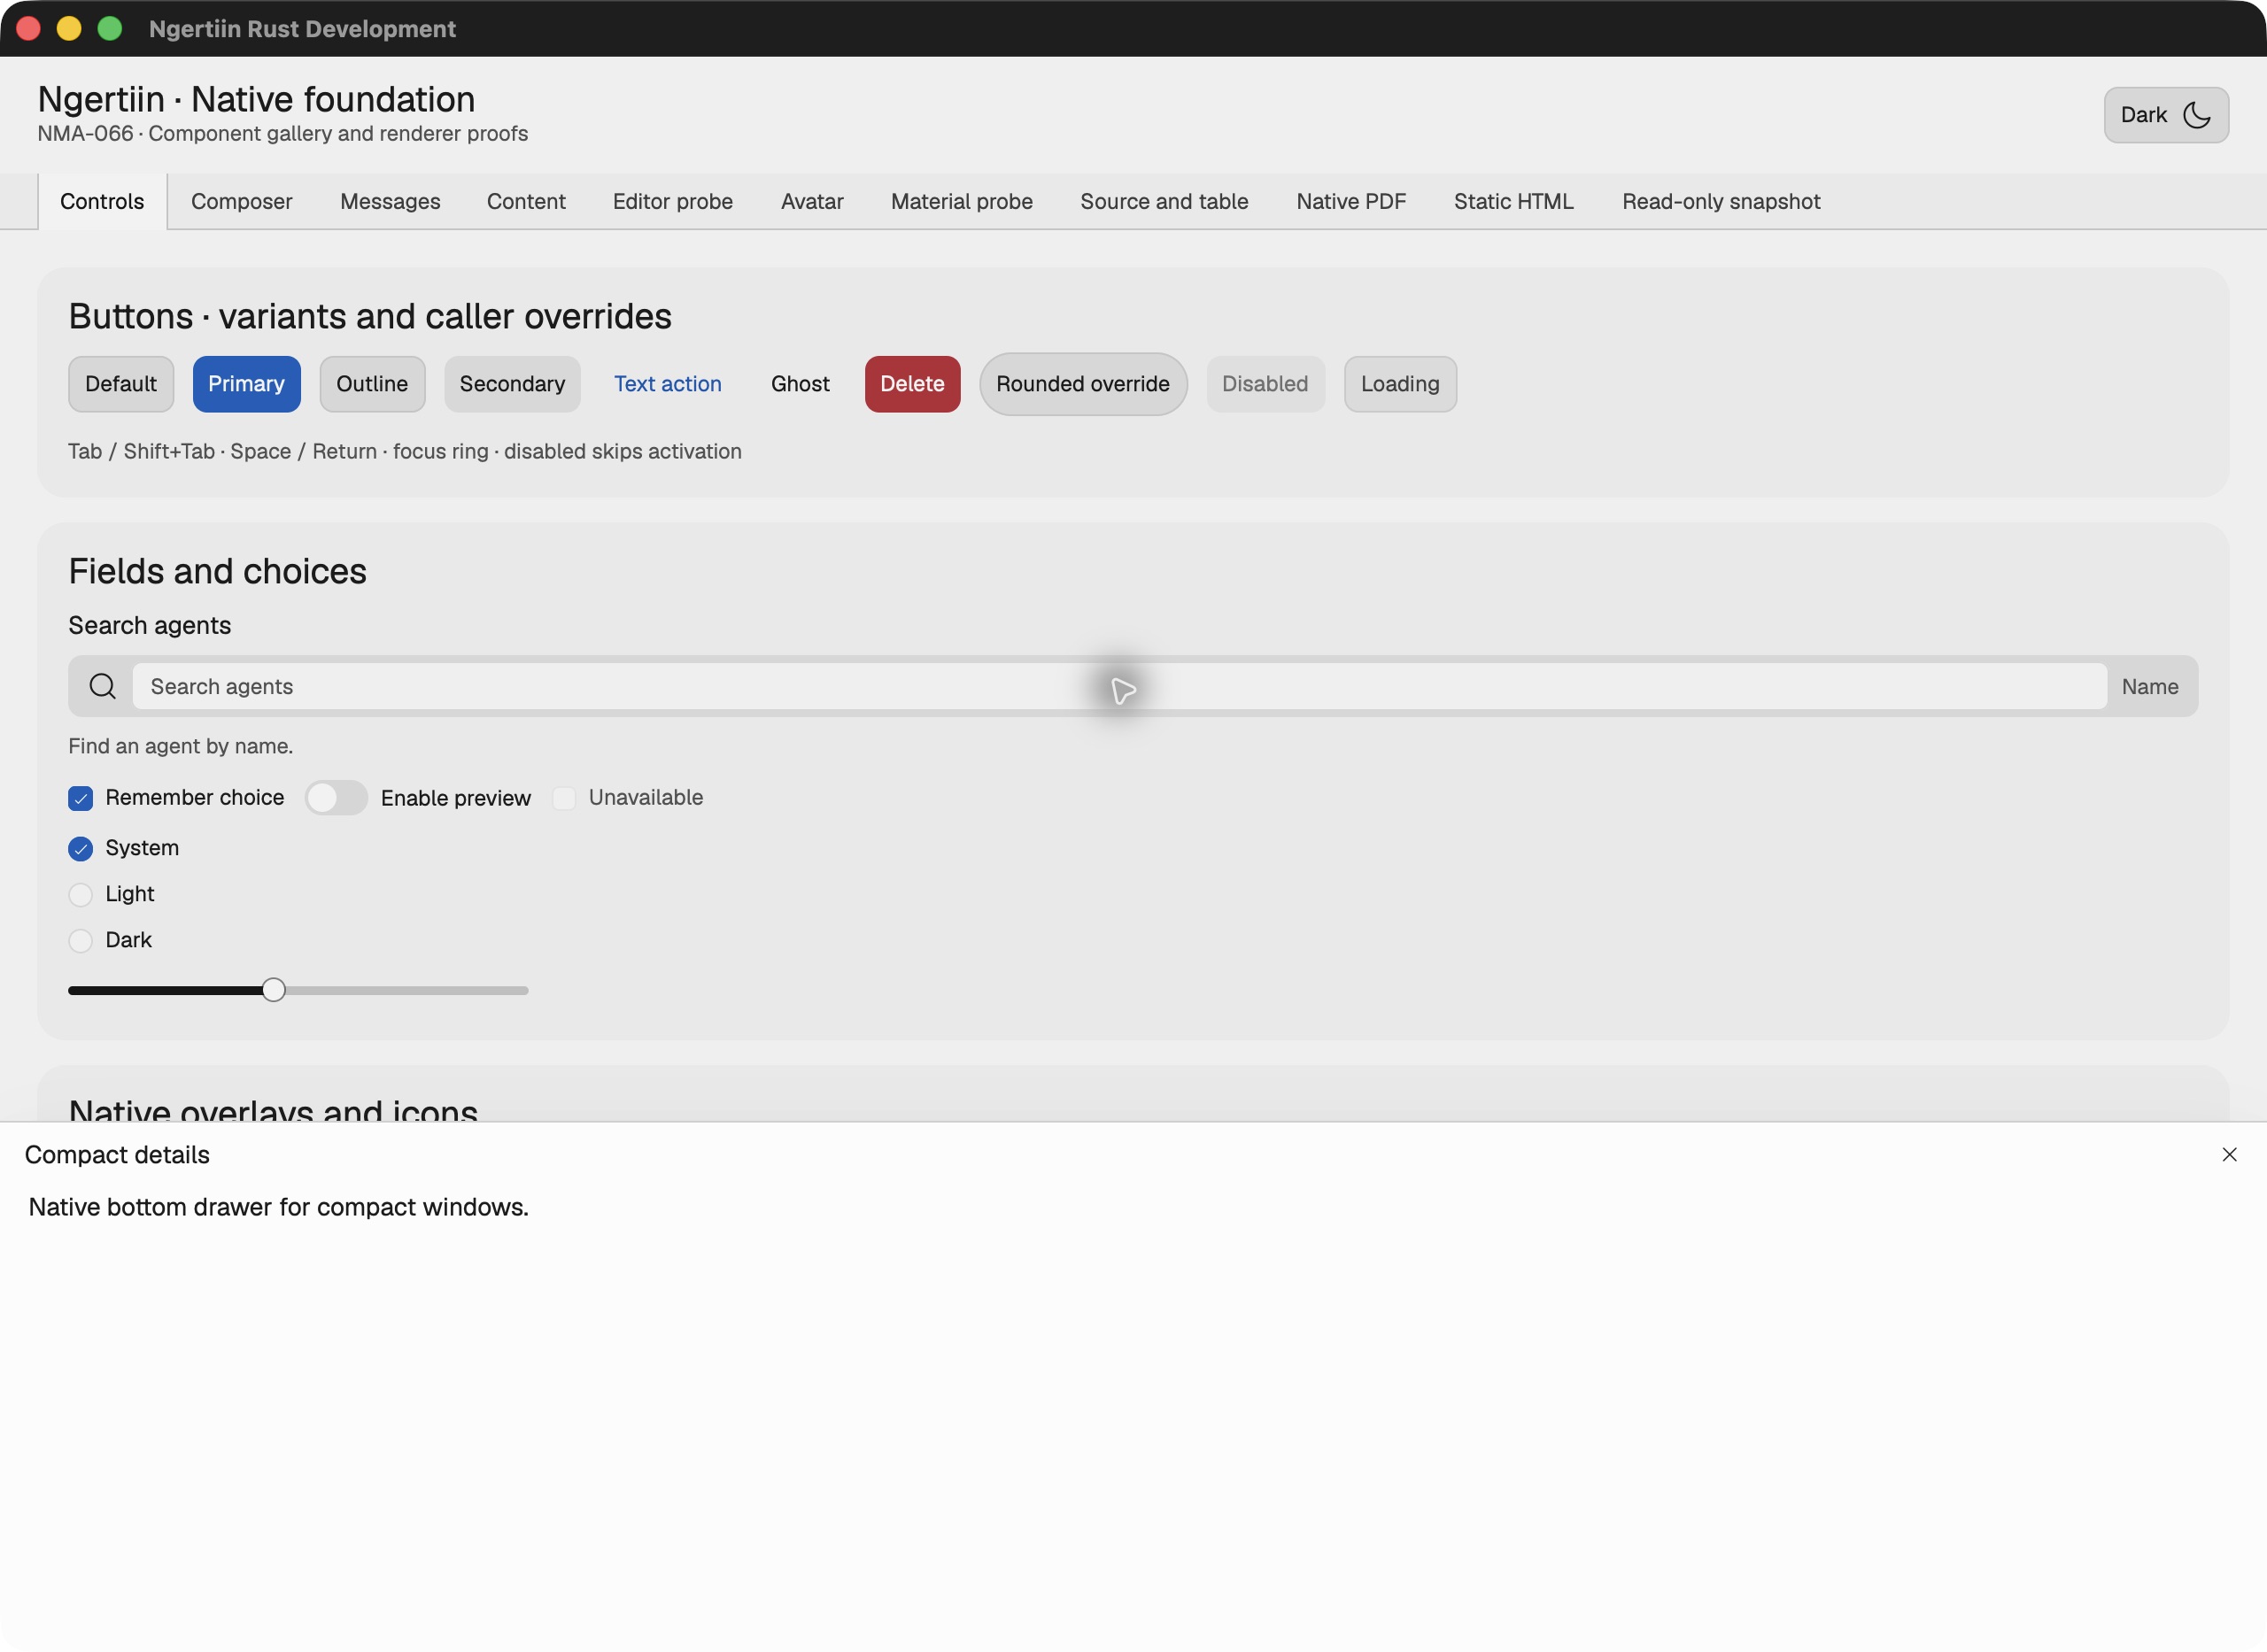 Ngertiin Rust Development
Ngertiin · Native foundation
NMA-066 · Component gallery and renderer proofs
Dark
Controls Composer Messages Content Editor probe Avatar Material probe Source and table Native PDF Static HTML Read-only snapshot
Buttons · variants and caller overrides
Default Primary Outline Secondary Text action Ghost Delete Rounded override Disabled Loading
Tab / Shift+Tab · Space / Return · focus ring · disabled skips activation
Fields and choices
Search agents
Search agents Name
Find an agent by name.
Remember choice Enable preview Unavailable
System
Light
Dark
Native overlays and icons
Compact details
Native bottom drawer for compact windows.